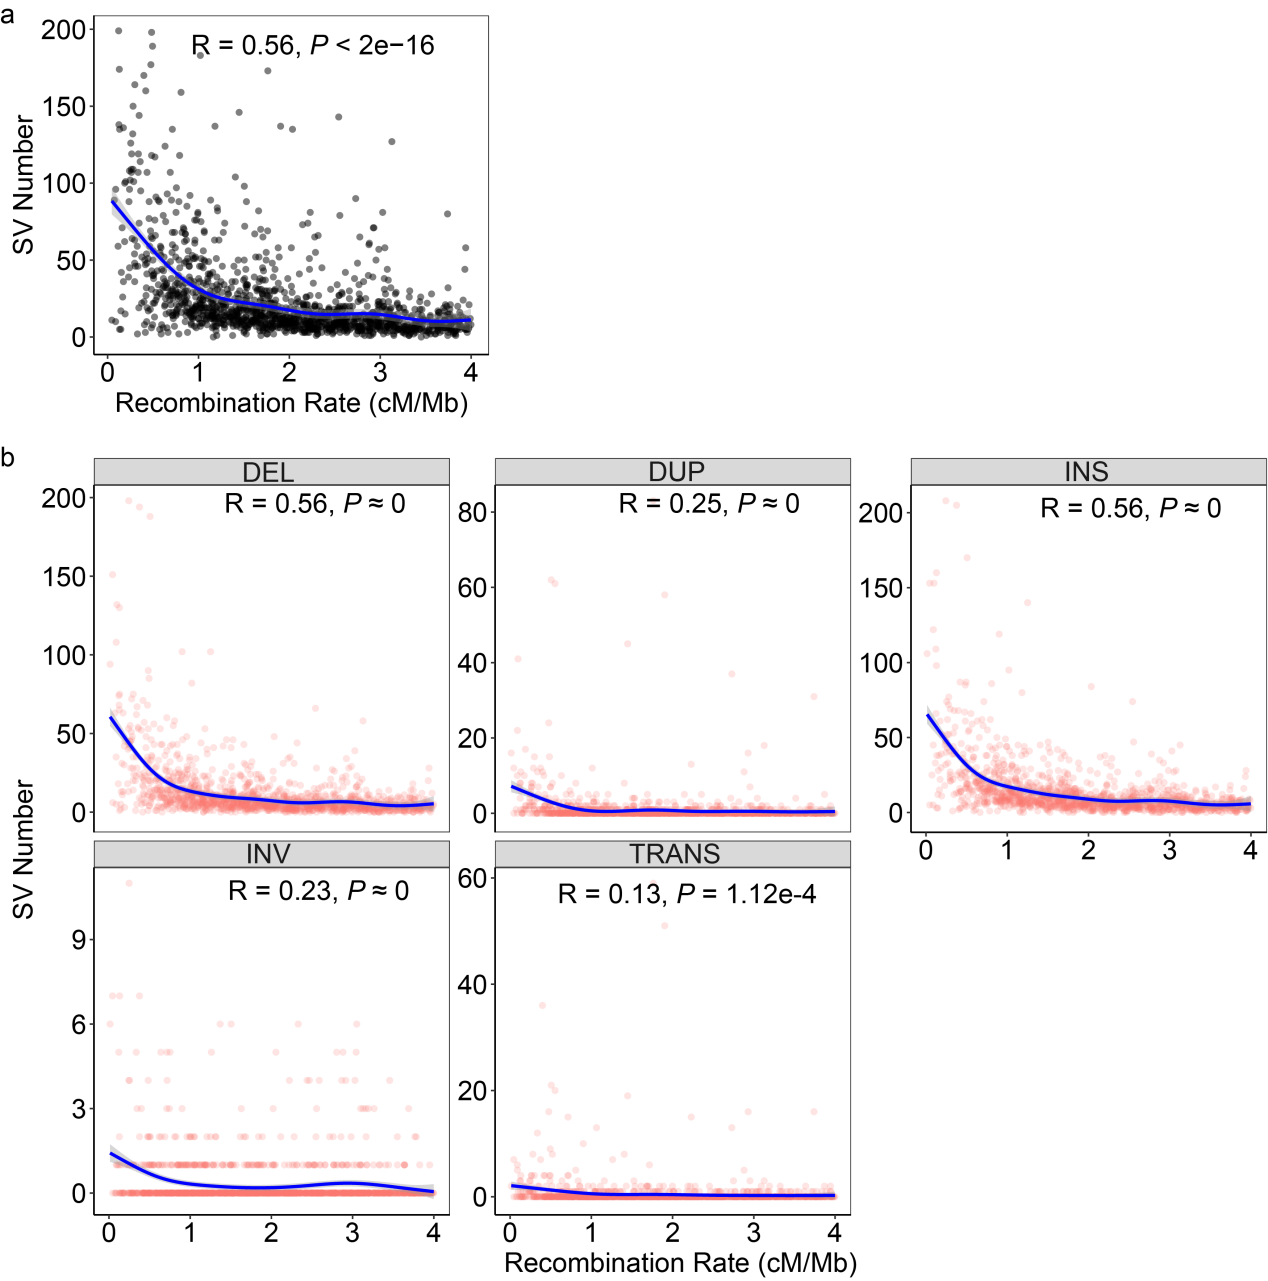 a
R = 0.56, P < 2e−16
SV Number
200
150
100
50
0
0 1 2 3 4
Recombination Rate (cM/Mb)
b
SV Number
DEL
R = 0.56, P ≈ 0
200
150
100
50
0
DUP
R = 0.25, P ≈ 0
80
60
40
20
0
INS
R = 0.56, P ≈ 0
200
150
100
50
0
0 1 2 3 4
INV
R = 0.23, P ≈ 0
9
6
3
0
0 1 2 3 4
TRANS
R = 0.13, P = 1.12e-4
60
40
20
0
0 1 2 3 4
Recombination Rate (cM/Mb)